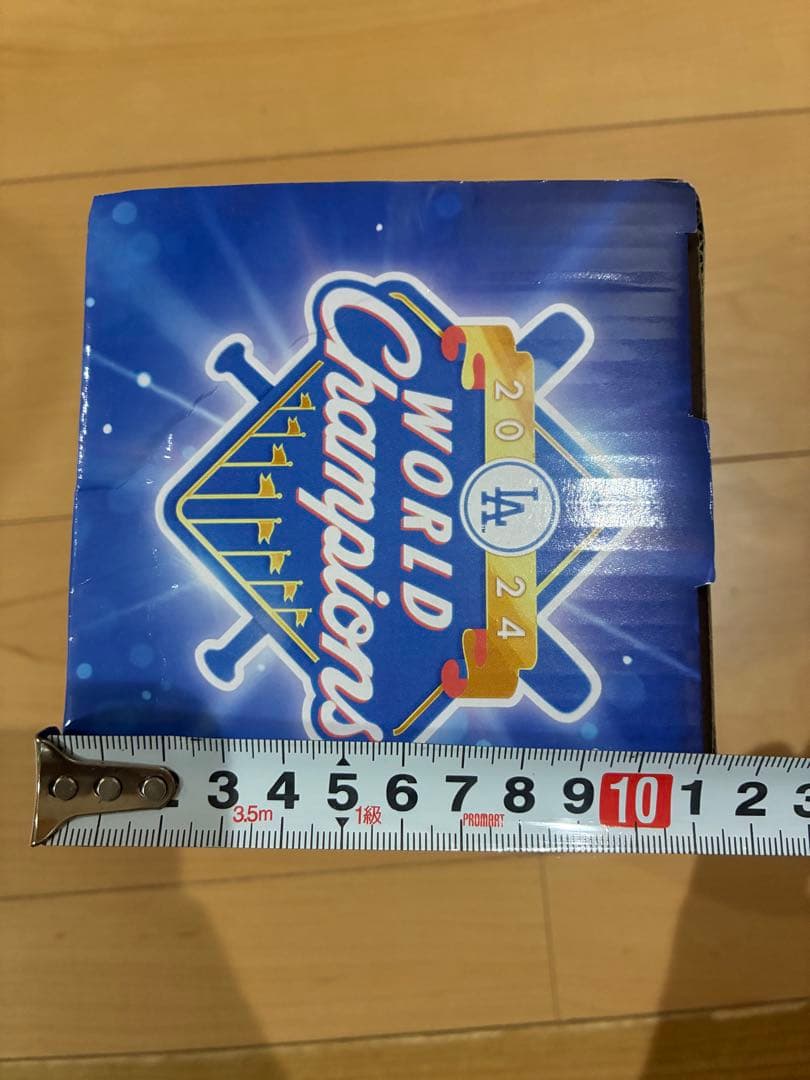 20 LA 24
WORLD
Champions
3 4 5 6 7 8 9 10 1 2 3
3.5m 1級 PROMART